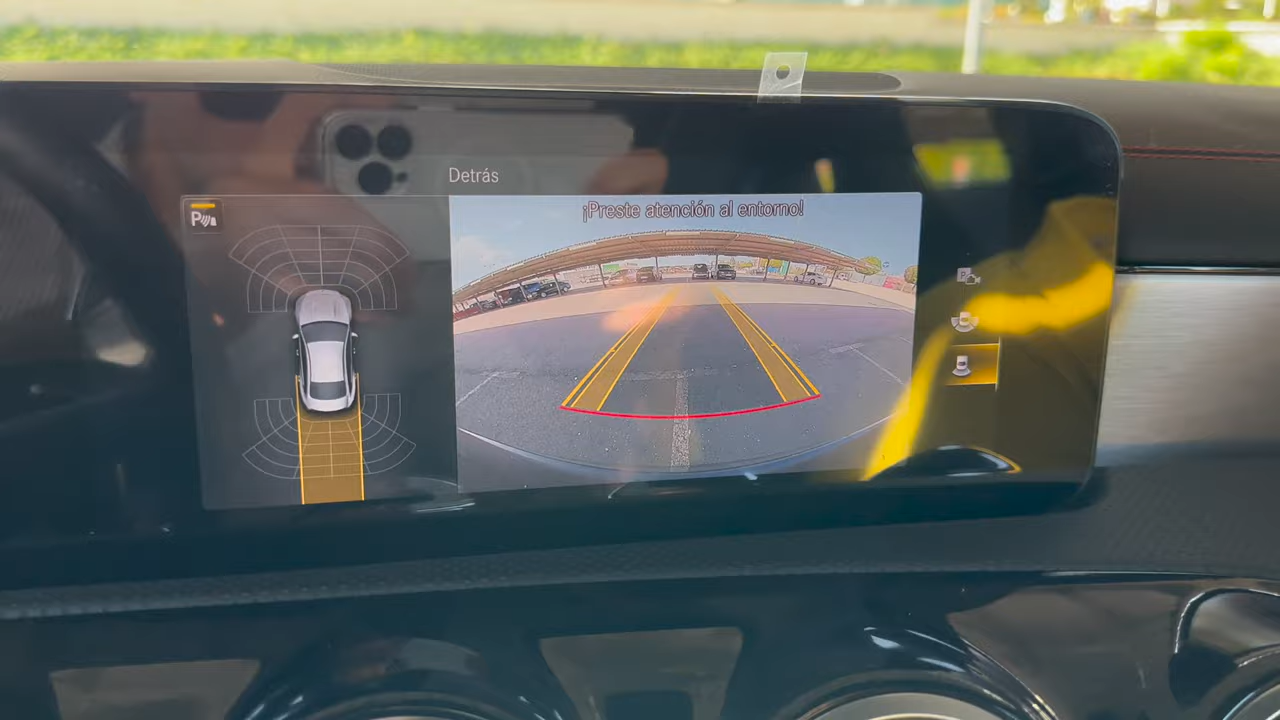 Detrás
¡Preste atención al entorno!
P